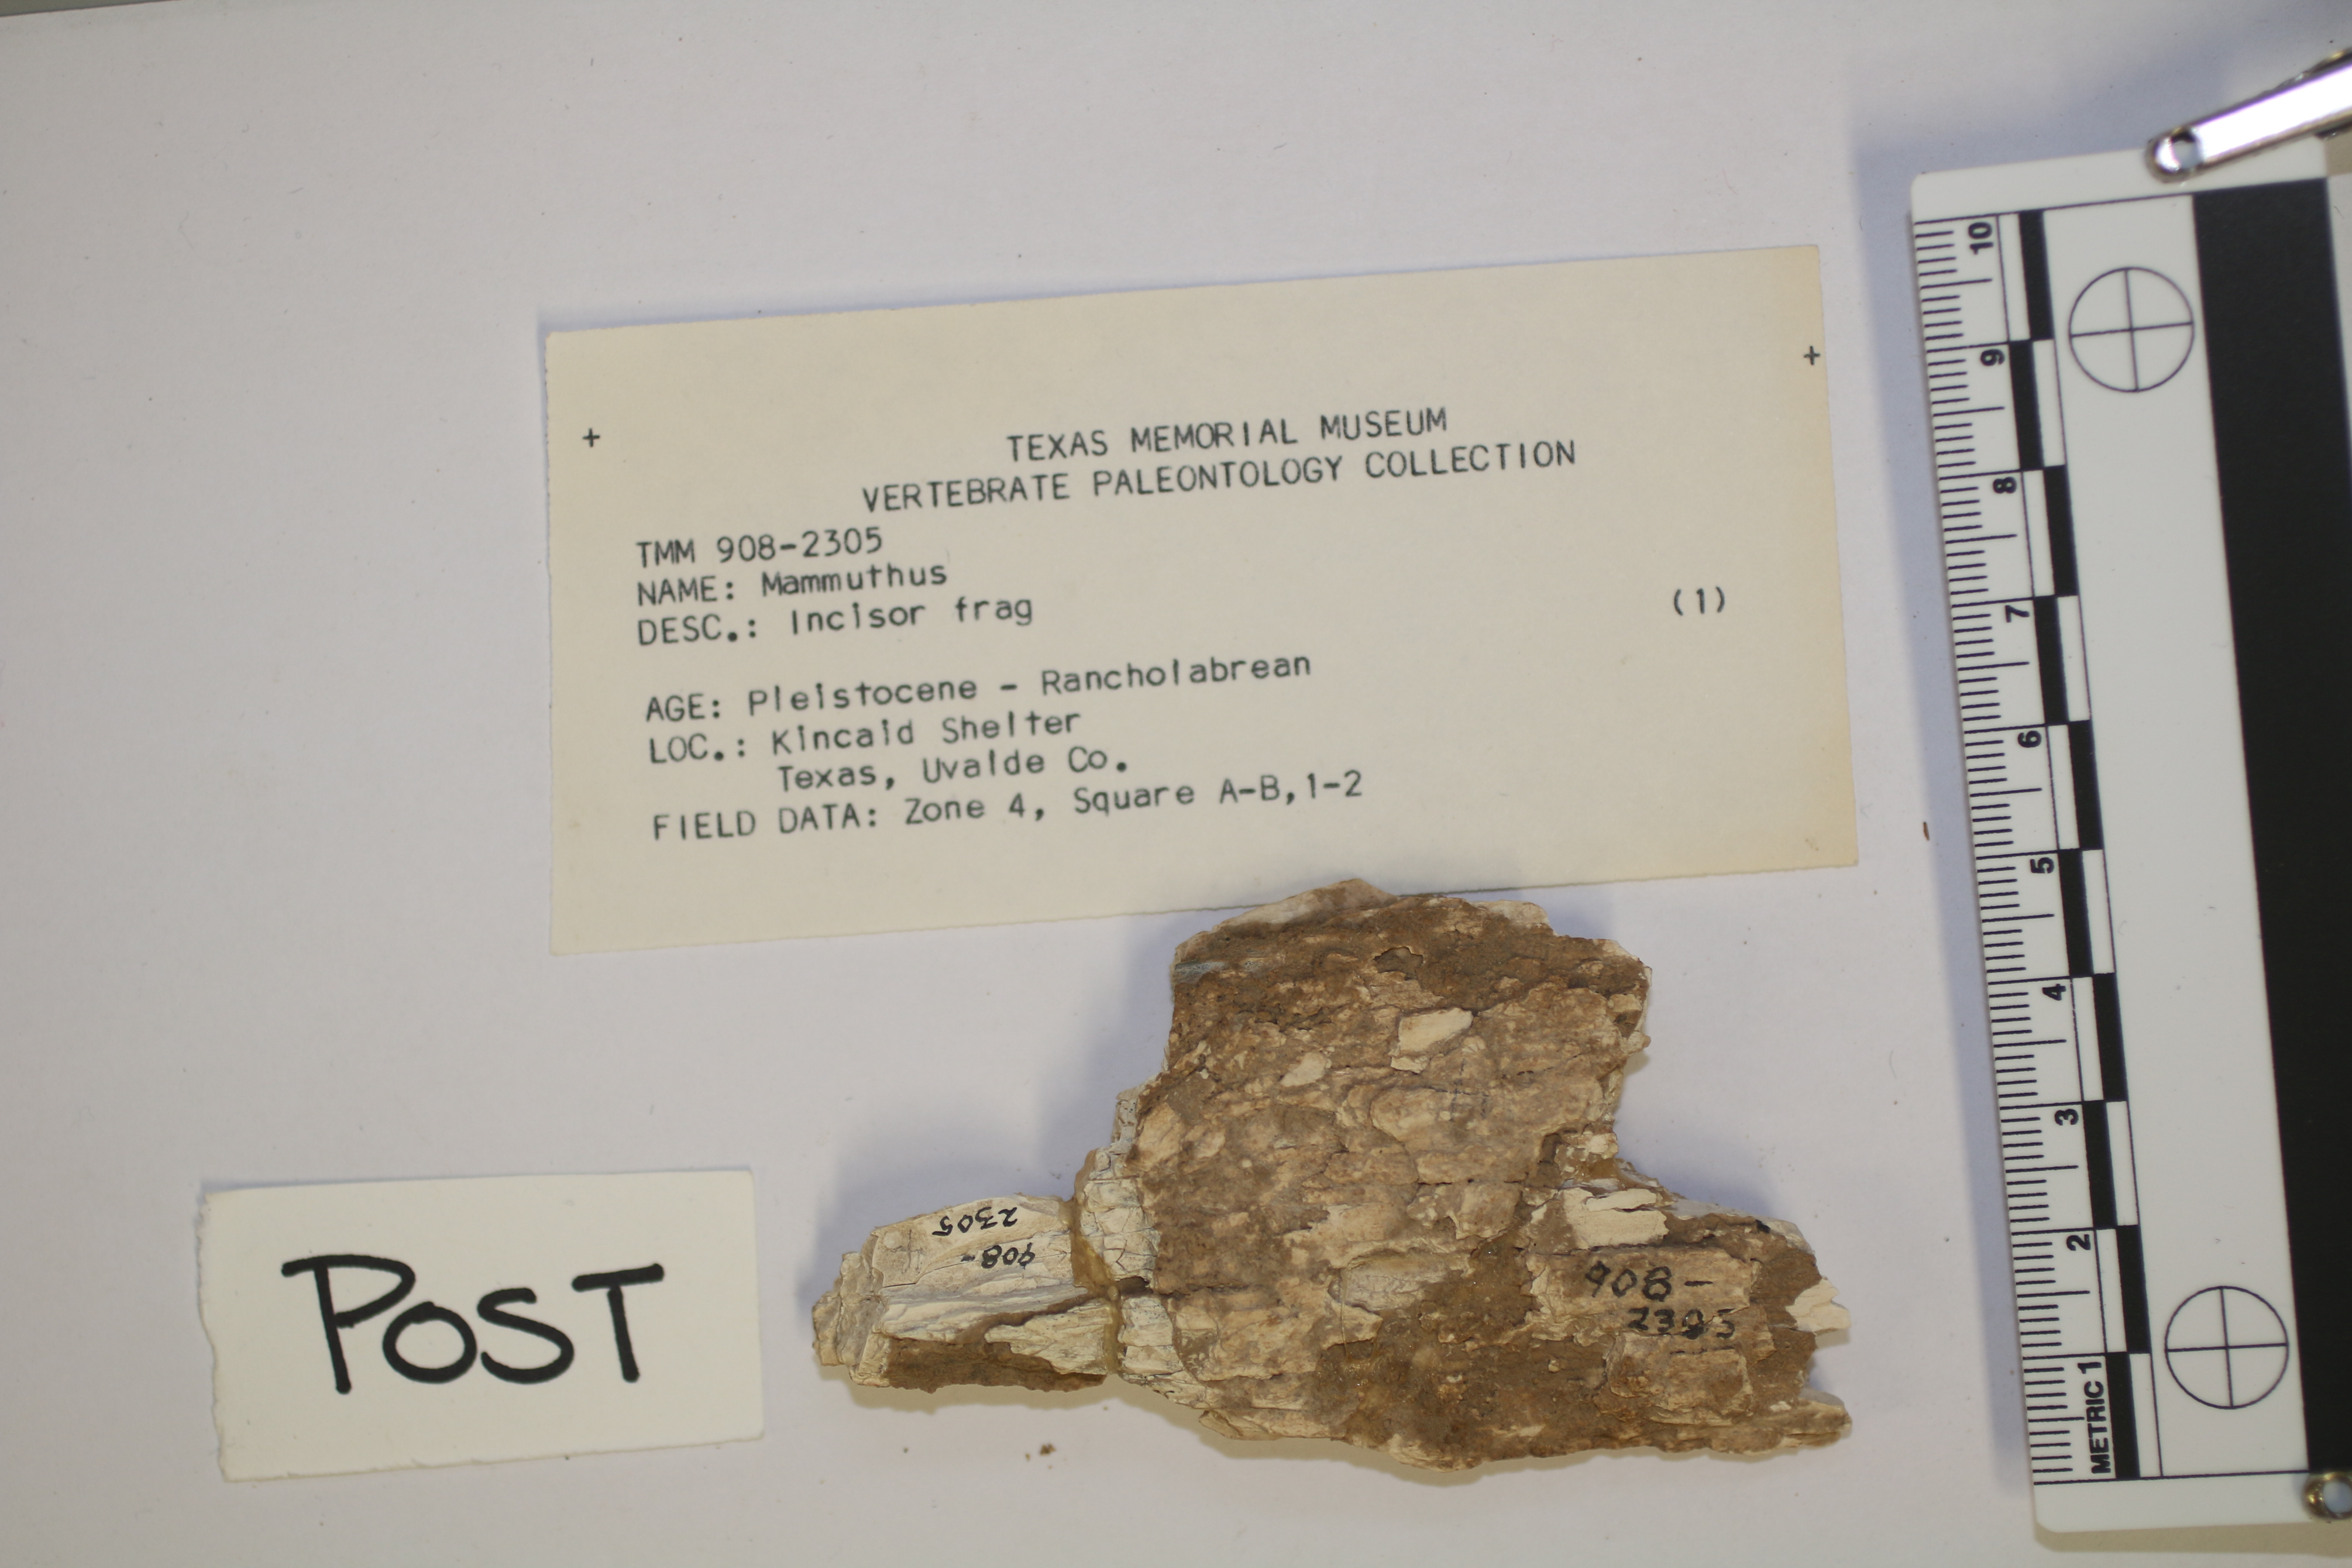 TEXAS MEMORIAL MUSEUM
VERTEBRATE PALEONTOLOGY COLLECTION
TMM 908-2305
NAME: Mammuthus
DESC.: Incisor frag (1)
AGE: Pleistocene - Rancholabrean
LOC.: Kincaid Shelter
Texas, Uvalde Co.
FIELD DATA: Zone 4, Square A-B,1-2
POST
908-
2305
908-
2305
10
9
8
7
6
5
4
3
2
METRIC 1